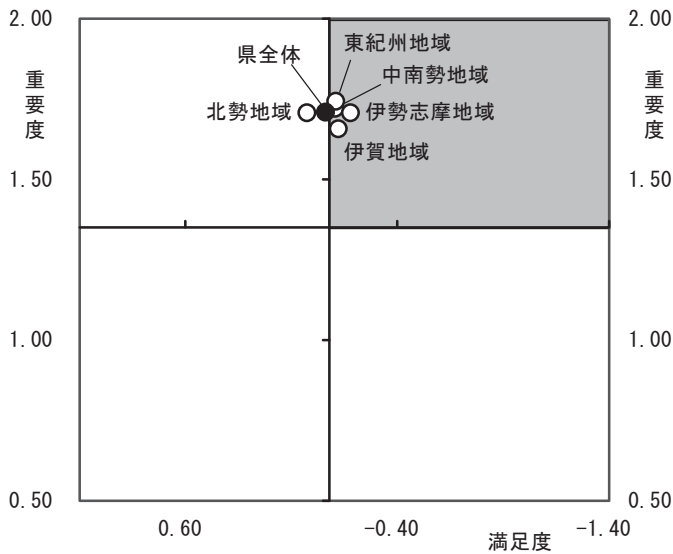 2.00
2.00
重要度
重要度
県全体
東紀州地域
中南勢地域
北勢地域
伊勢志摩地域
伊賀地域
1.50
1.50
1.00
1.00
0.50
0.50
0.60
-0.40
-1.40
満足度